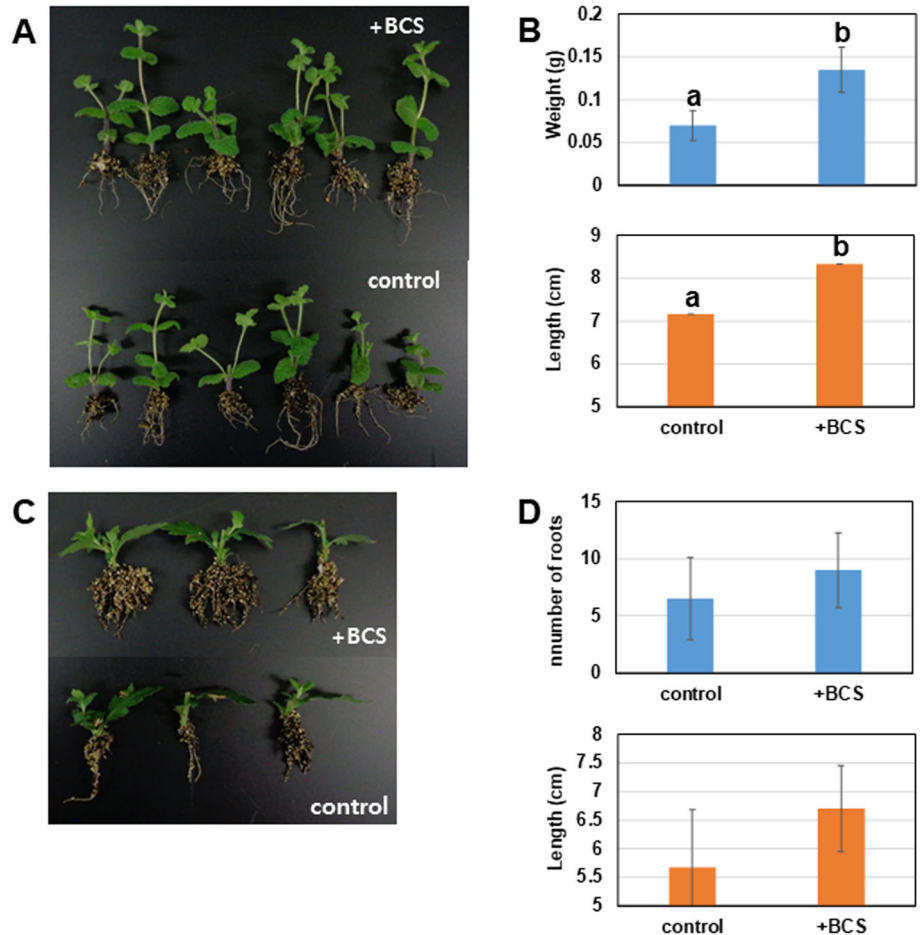 A
+BCS
control
B
Weight (g)
0.2
0.15
0.1
0.05
0
a
b
Length (cm)
9
8
7
6
5
a
b
control
+BCS
C
+BCS
control
D
nnumber of roots
15
10
5
0
control
+BCS
Length (cm)
8
7.5
7
6.5
6
5.5
5
control
+BCS